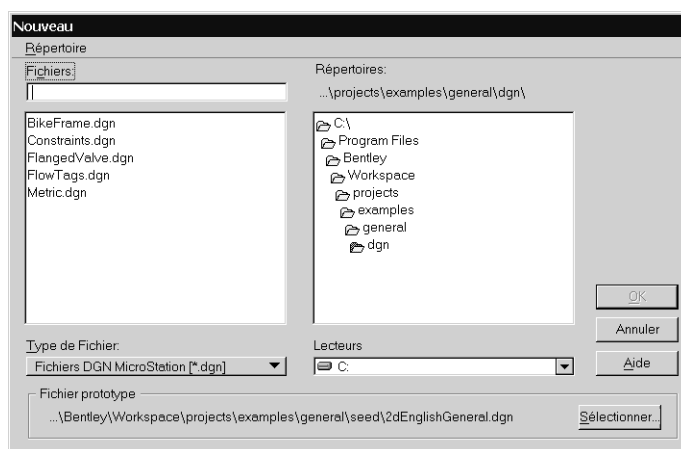 Nouveau
Répertoire
Fichiers:
BikeFrame.dgn
Constraints.dgn
FlangedValve.dgn
FlowTags.dgn
Metric.dgn
Type de Fichier:
Fichiers DGN MicroStation [*.dgn]
Répertoires:
...\projects\examples\general\dgn\
C:\
Program Files
Bentley
Workspace
projects
examples
general
dgn
Lecteurs
C:
OK
Annuler
Aide
Fichier prototype
...\Bentley\Workspace\projects\examples\general\seed\2dEnglishGeneral.dgn
Sélectionner...